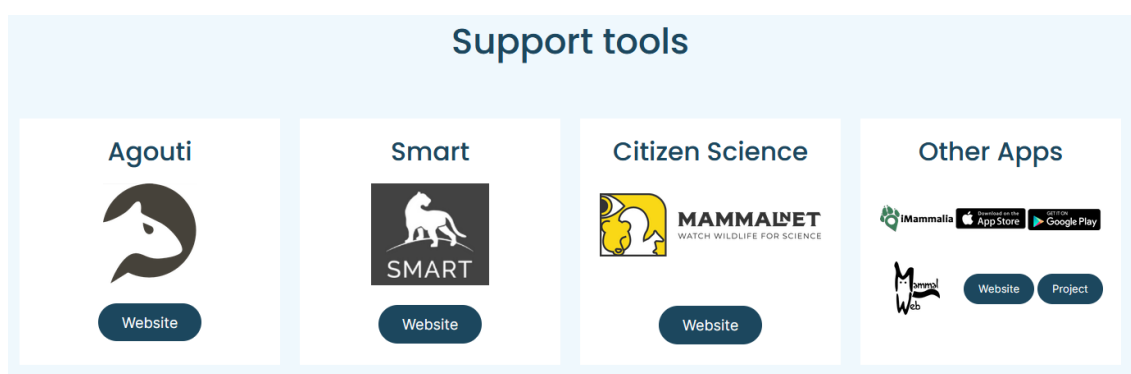 Support tools
Agouti
Website
Smart
SMART
Website
Citizen Science
MAMMALNET
WATCH WILDLIFE FOR SCIENCE
Website
Other Apps
iMammalia
Download on the
App Store
GET IT ON
Google Play
Mammal
Web
Website
Project